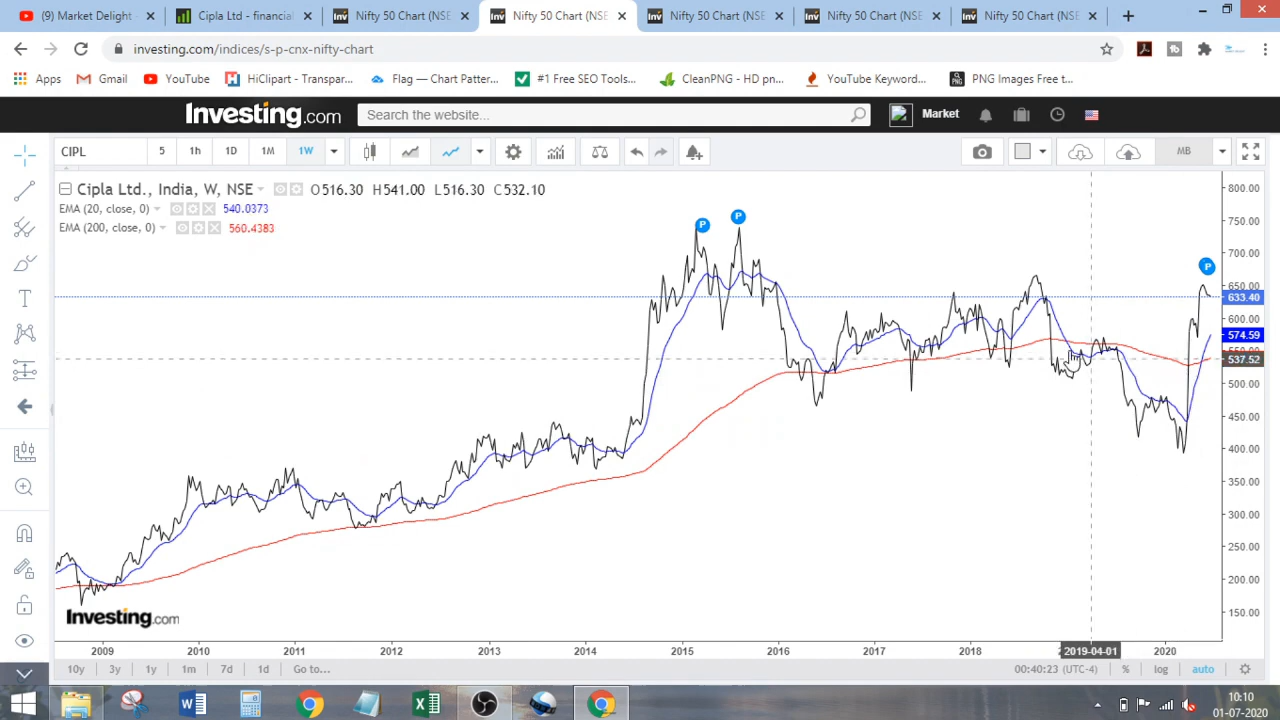 (9) Market Delight -
Cipla Ltd - financial
Nifty 50 Chart (NSE
Nifty 50 Chart (NSE
Nifty 50 Chart (NSE
Nifty 50 Chart (NSE
Nifty 50 Chart (NSE
investing.com/indices/s-p-cnx-nifty-chart
Apps
Gmail
YouTube
HiClipart - Transpar...
Flag — Chart Patter...
#1 Free SEO Tools...
CleanPNG - HD pn...
YouTube Keyword...
PNG Images Free t...
Investing.com
Search the website...
Market
CIPL
5
1h
1D
1M
1W
MB
Cipla Ltd., India, W, NSE
O516.30 H541.00 L516.30 C532.10
EMA (20, close, 0)
540.0373
EMA (200, close, 0)
560.4383
P
P
P
800.00
750.00
700.00
650.00
633.40
600.00
574.59
537.52
500.00
450.00
400.00
350.00
300.00
250.00
200.00
150.00
Investing.com
2009
2010
2011
2012
2013
2014
2015
2016
2017
2018
2019-04-01
2020
10y
3y
1y
1m
7d
1d
Go to...
00:40:23 (UTC-4)
%
log
auto
10:10
01-07-2020